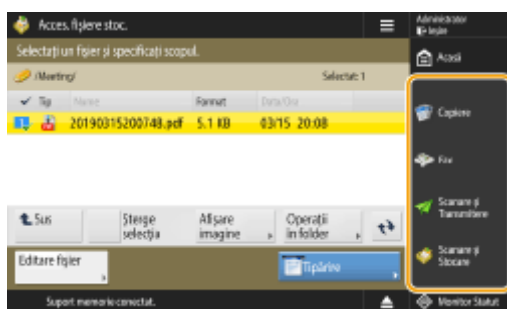 Acces. fișiere stoc.
Selectați un fișier și specificați scopul.
/Meeting/
Selectat: 1
Tip Name Format Data/Ora
1 20190315200748.pdf 5.1 KB 03/15 20:08
Sus
Șterge selecția
Afișare imagine
Operații în folder
Editare fișier
Tipărire
Suport memorie conectat.
Administrator
Ieșire
Acasă
Copiere
Fax
Scanare și
Transmitere
Scanare și
Stocare
Monitor Statut